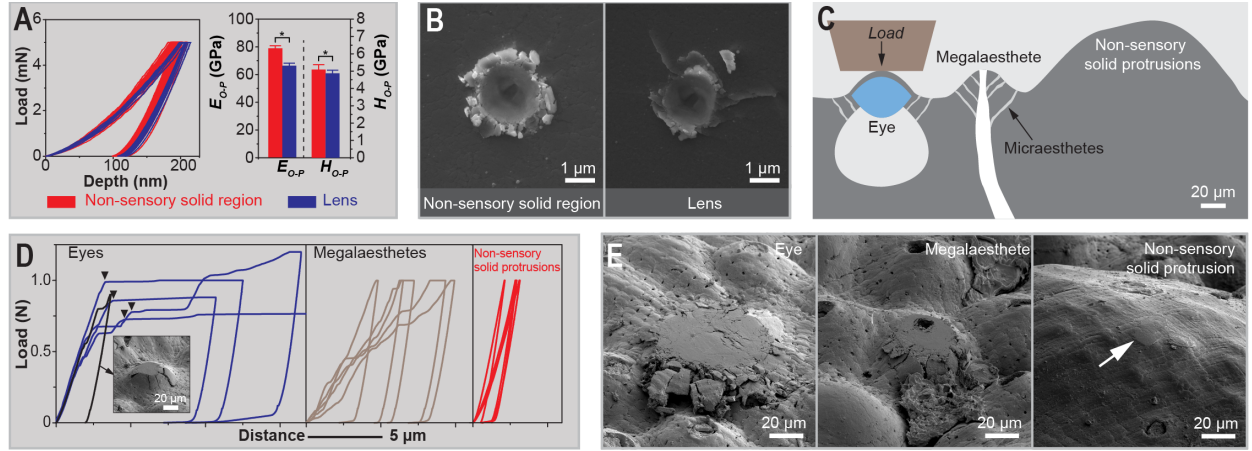 A
Load (mN)
6
4
2
0
0
100
200
Depth (nm)
E_O-P (GPa)
100
80
60
40
20
0
*
*
8
7
6
5
4
3
2
1
0
H_O-P (GPa)
E_O-P
H_O-P
Non-sensory solid region
Lens
B
1 µm
1 µm
Non-sensory solid region
Lens
C
Load
Megalaesthete
Non-sensory
solid protrusions
Eye
Micraesthetes
20 µm
D
Eyes
Megalaesthetes
Non-sensory
solid protrusions
Load (N)
1.0
0.5
0
20 µm
Distance
5 µm
E
Eye
Megalaesthete
Non-sensory
solid protrusion
20 µm
20 µm
20 µm